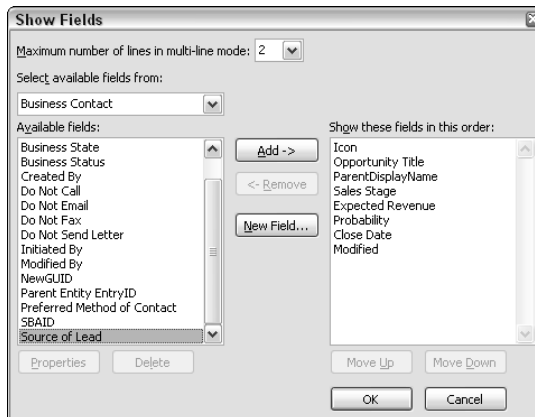 Show Fields
Maximum number of lines in multi-line mode: 2
Select available fields from:
Business Contact
Available fields:
Business State
Business Status
Created By
Do Not Call
Do Not Email
Do Not Fax
Do Not Send Letter
Initiated By
Modified By
NewGUID
Parent Entity EntryID
Preferred Method of Contact
SBAID
Source of Lead
Properties
Delete
Add ->
<- Remove
New Field...
Show these fields in this order:
Icon
Opportunity Title
ParentDisplayName
Sales Stage
Expected Revenue
Probability
Close Date
Modified
Move Up
Move Down
OK
Cancel